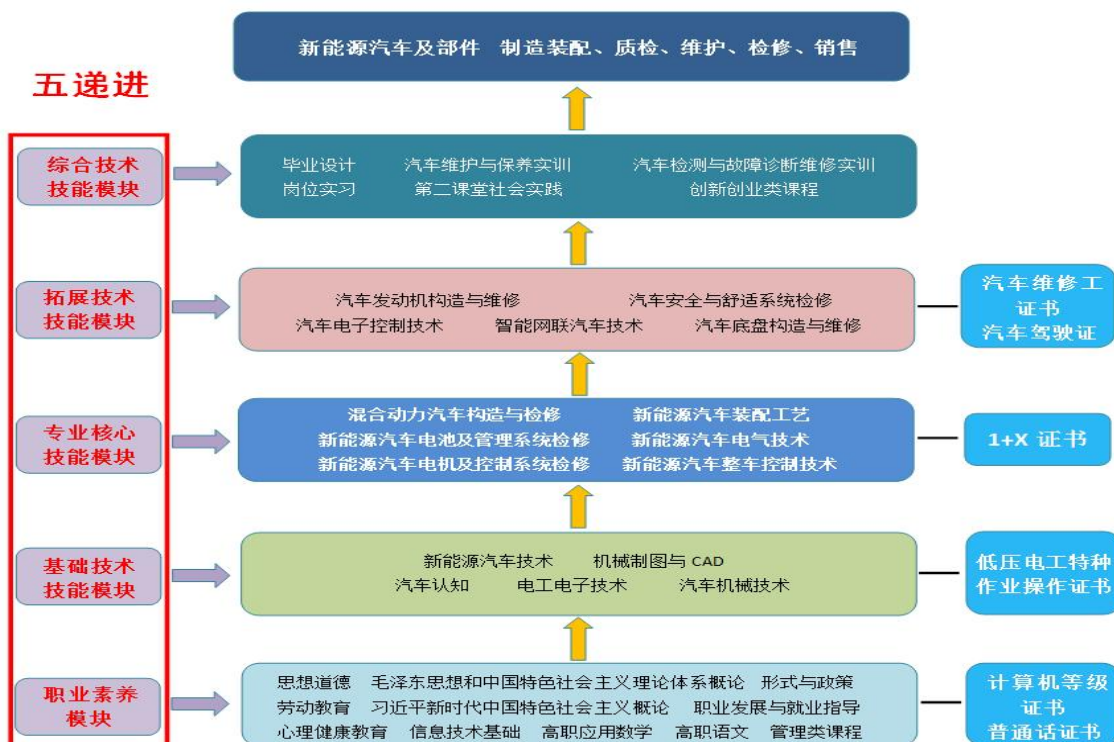 新能源汽车及部件 制造装配、质检、维护、检修、销售
五递进
综合技术
技能模块
毕业设计 汽车维护与保养实训 汽车检测与故障诊断维修实训
岗位实习 第二课堂社会实践 创新创业类课程
拓展技术
技能模块
汽车发动机构造与维修 汽车安全与舒适系统检修
汽车电子控制技术 智能网联汽车技术 汽车底盘构造与维修
汽车维修工
证书
汽车驾驶证
专业核心
技能模块
混合动力汽车构造与检修 新能源汽车装配工艺
新能源汽车电池及管理系统检修 新能源汽车电气技术
新能源汽车电机及控制系统检修 新能源汽车整车控制技术
1+X 证书
基础技术
技能模块
新能源汽车技术 机械制图与 CAD
汽车认知 电工电子技术 汽车机械技术
低压电工特种
作业操作证书
职业素养
模块
思想道德 毛泽东思想和中国特色社会主义理论体系概论 形式与政策
劳动教育 习近平新时代中国特色社会主义概论 职业发展与就业指导
心理健康教育 信息技术基础 高职应用数学 高职语文 管理类课程
计算机等级
证书
普通话证书